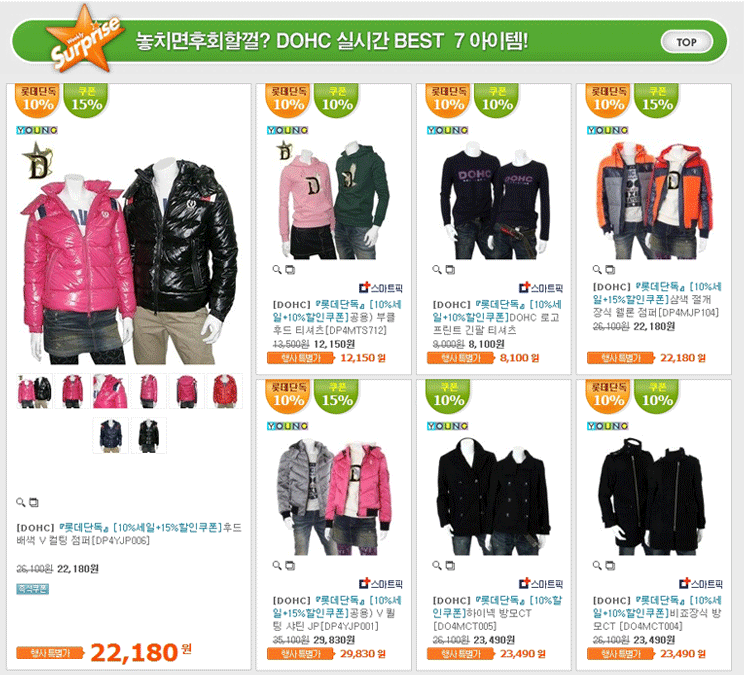 Weekly
Surprise
놓치면후회할껄? DOHC 실시간 BEST 7 아이템!
TOP
롯데단독
10%
쿠폰
15%
YOUNG
D
[DOHC] 『롯데단독』 [10%세일+15%할인쿠폰]후드
배색 V 퀼팅 점퍼[DP4YJP006]
26,100원 22,180원
즉석쿠폰
행사 특별가
22,180원
롯데단독
10%
쿠폰
10%
YOUNG
D
스마트픽
[DOHC] 『롯데단독』 [10%세
일+10%할인쿠폰]공용) 부클
후드 티셔츠[DP4MTS712]
13,500원 12,150원
행사 특별가 12,150 원
롯데단독
10%
쿠폰
10%
YOUNG
DOHC
DOHC
스마트픽
[DOHC] 『롯데단독』 [10%세
일+10%할인쿠폰]DOHC 로고
프린트 긴팔 티셔츠
9,000원 8,100원
행사 특별가 8,100 원
롯데단독
10%
쿠폰
15%
YOUNG
스마트픽
[DOHC] 『롯데단독』 [10%세
일+15%할인쿠폰]삼색 절개
장식 웰론 점퍼[DP4MJP104]
26,100원 22,180원
행사 특별가 22,180 원
롯데단독
10%
쿠폰
15%
YOUNG
스마트픽
[DOHC] 『롯데단독』 [10%세
일+15%할인쿠폰]공용) V 퀼
팅 샤틴 JP[DP4YJP001]
35,100원 29,830원
행사 특별가 29,830 원
쿠폰
10%
YOUNG
스마트픽
[DOHC] 『롯데단독』 [10%할
인쿠폰]하이넥 방모CT
[DO4MCT005]
26,100원 23,490원
행사 특별가 23,490 원
롯데단독
10%
쿠폰
10%
YOUNG
스마트픽
[DOHC] 『롯데단독』 [10%세
일+10%할인쿠폰]비죠장식 방
모CT [DO4MCT004]
26,100원 23,490원
행사 특별가 23,490 원